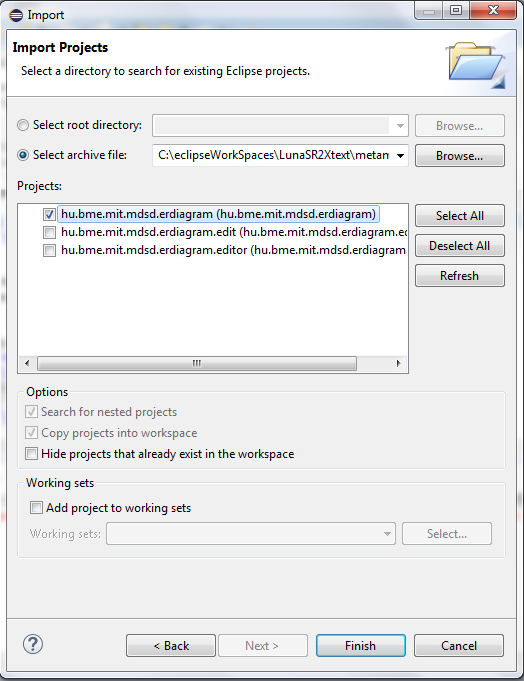 Import
Import Projects
Select a directory to search for existing Eclipse projects.
Select root directory:
Browse...
Select archive file:
C:\eclipseWorkSpaces\LunaSR2Xtext\metam
Browse...
Projects:
hu.bme.mit.mdsd.erdiagram (hu.bme.mit.mdsd.erdiagram)
Select All
hu.bme.mit.mdsd.erdiagram.edit (hu.bme.mit.mdsd.erdiagram.ed
Deselect All
hu.bme.mit.mdsd.erdiagram.editor (hu.bme.mit.mdsd.erdiagram
Refresh
Options
Search for nested projects
Copy projects into workspace
Hide projects that already exist in the workspace
Working sets
Add project to working sets
Working sets:
Select...
?
< Back
Next >
Finish
Cancel